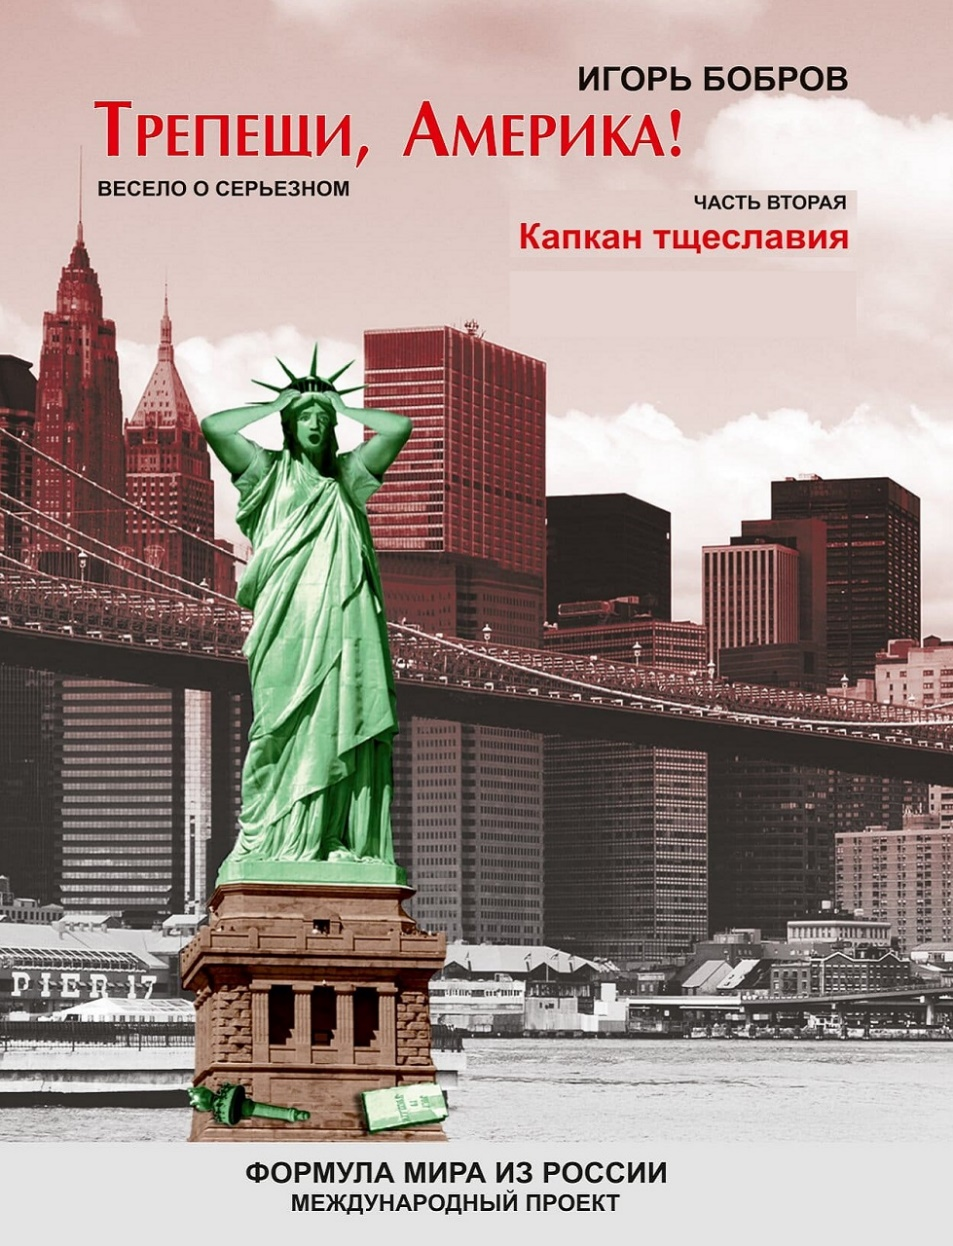 ИГОРЬ БОБРОВ
Трепещи, Америка!
ВЕСЕЛО О СЕРЬЕЗНОМ
ЧАСТЬ ВТОРАЯ
Капкан тщеславия
PIER 17
ФОРМУЛА МИРА ИЗ РОССИИ
МЕЖДУНАРОДНЫЙ ПРОЕКТ